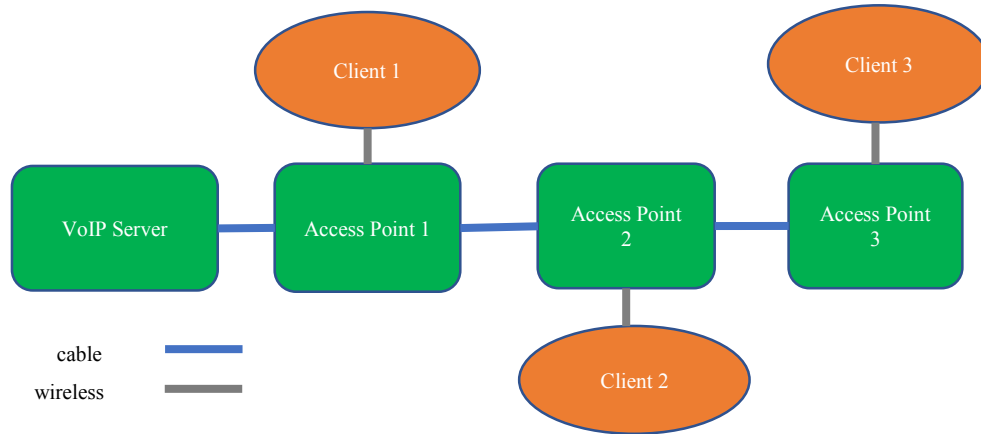 Client 1
Client 3
VoIP Server
Access Point 1
Access Point
2
Access Point
3
cable
wireless
Client 2